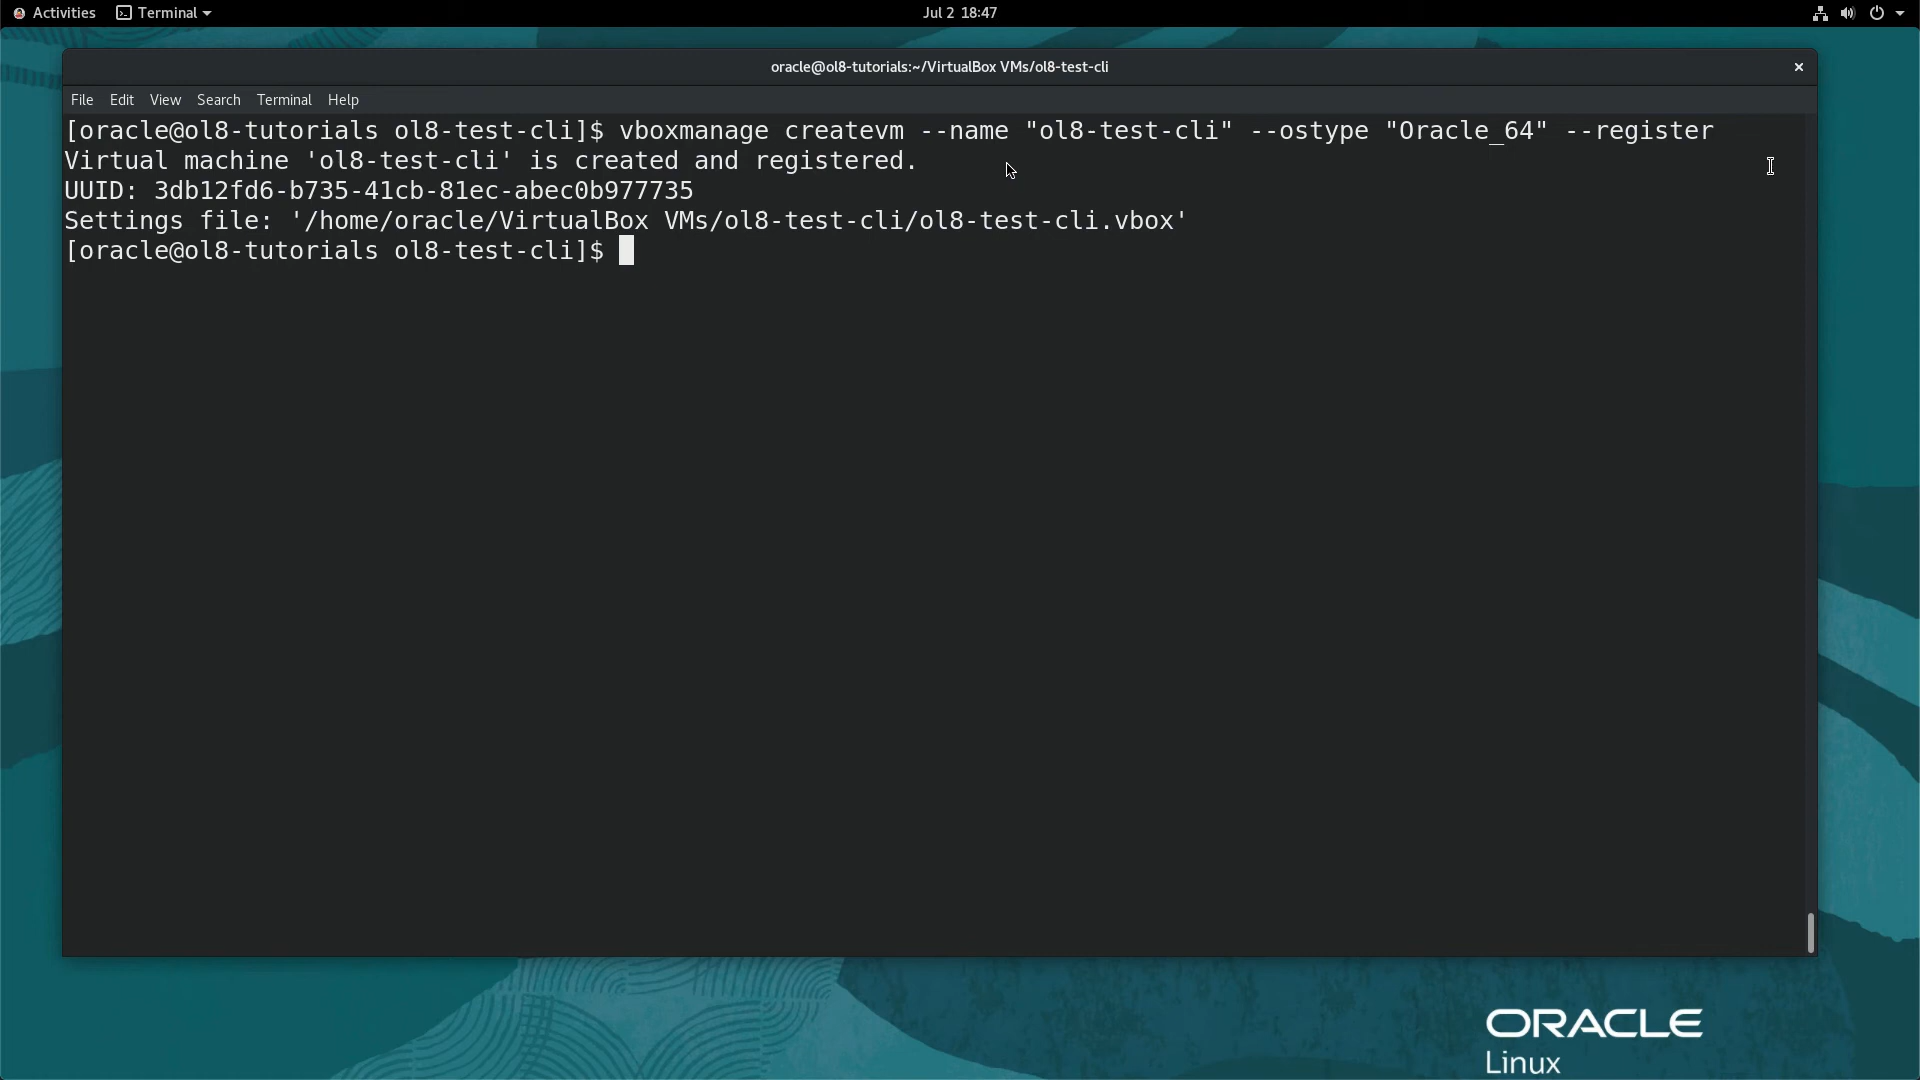 Activities Terminal Jul 2 18:47
oracle@ol8-tutorials:~/VirtualBox VMs/ol8-test-cli
File Edit View Search Terminal Help
[oracle@ol8-tutorials ol8-test-cli]$ vboxmanage createvm --name "ol8-test-cli" --ostype "Oracle_64" --register
Virtual machine 'ol8-test-cli' is created and registered.
UUID: 3db12fd6-b735-41cb-81ec-abec0b977735
Settings file: '/home/oracle/VirtualBox VMs/ol8-test-cli/ol8-test-cli.vbox'
[oracle@ol8-tutorials ol8-test-cli]$
ORACLE
Linux